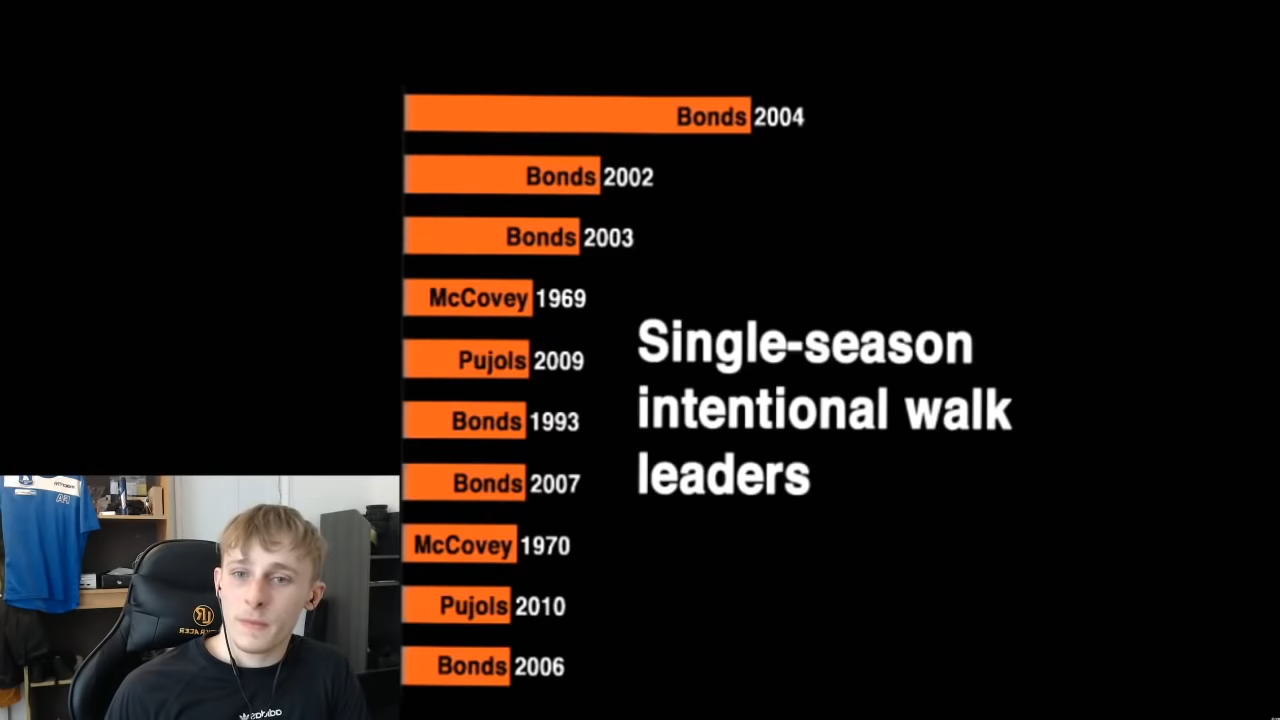 Bonds 2004
Bonds 2002
Bonds 2003
McCovey 1969
Pujols 2009
Bonds 1993
Bonds 2007
McCovey 1970
Pujols 2010
Bonds 2006
Single-season
intentional walk
leaders
adidas